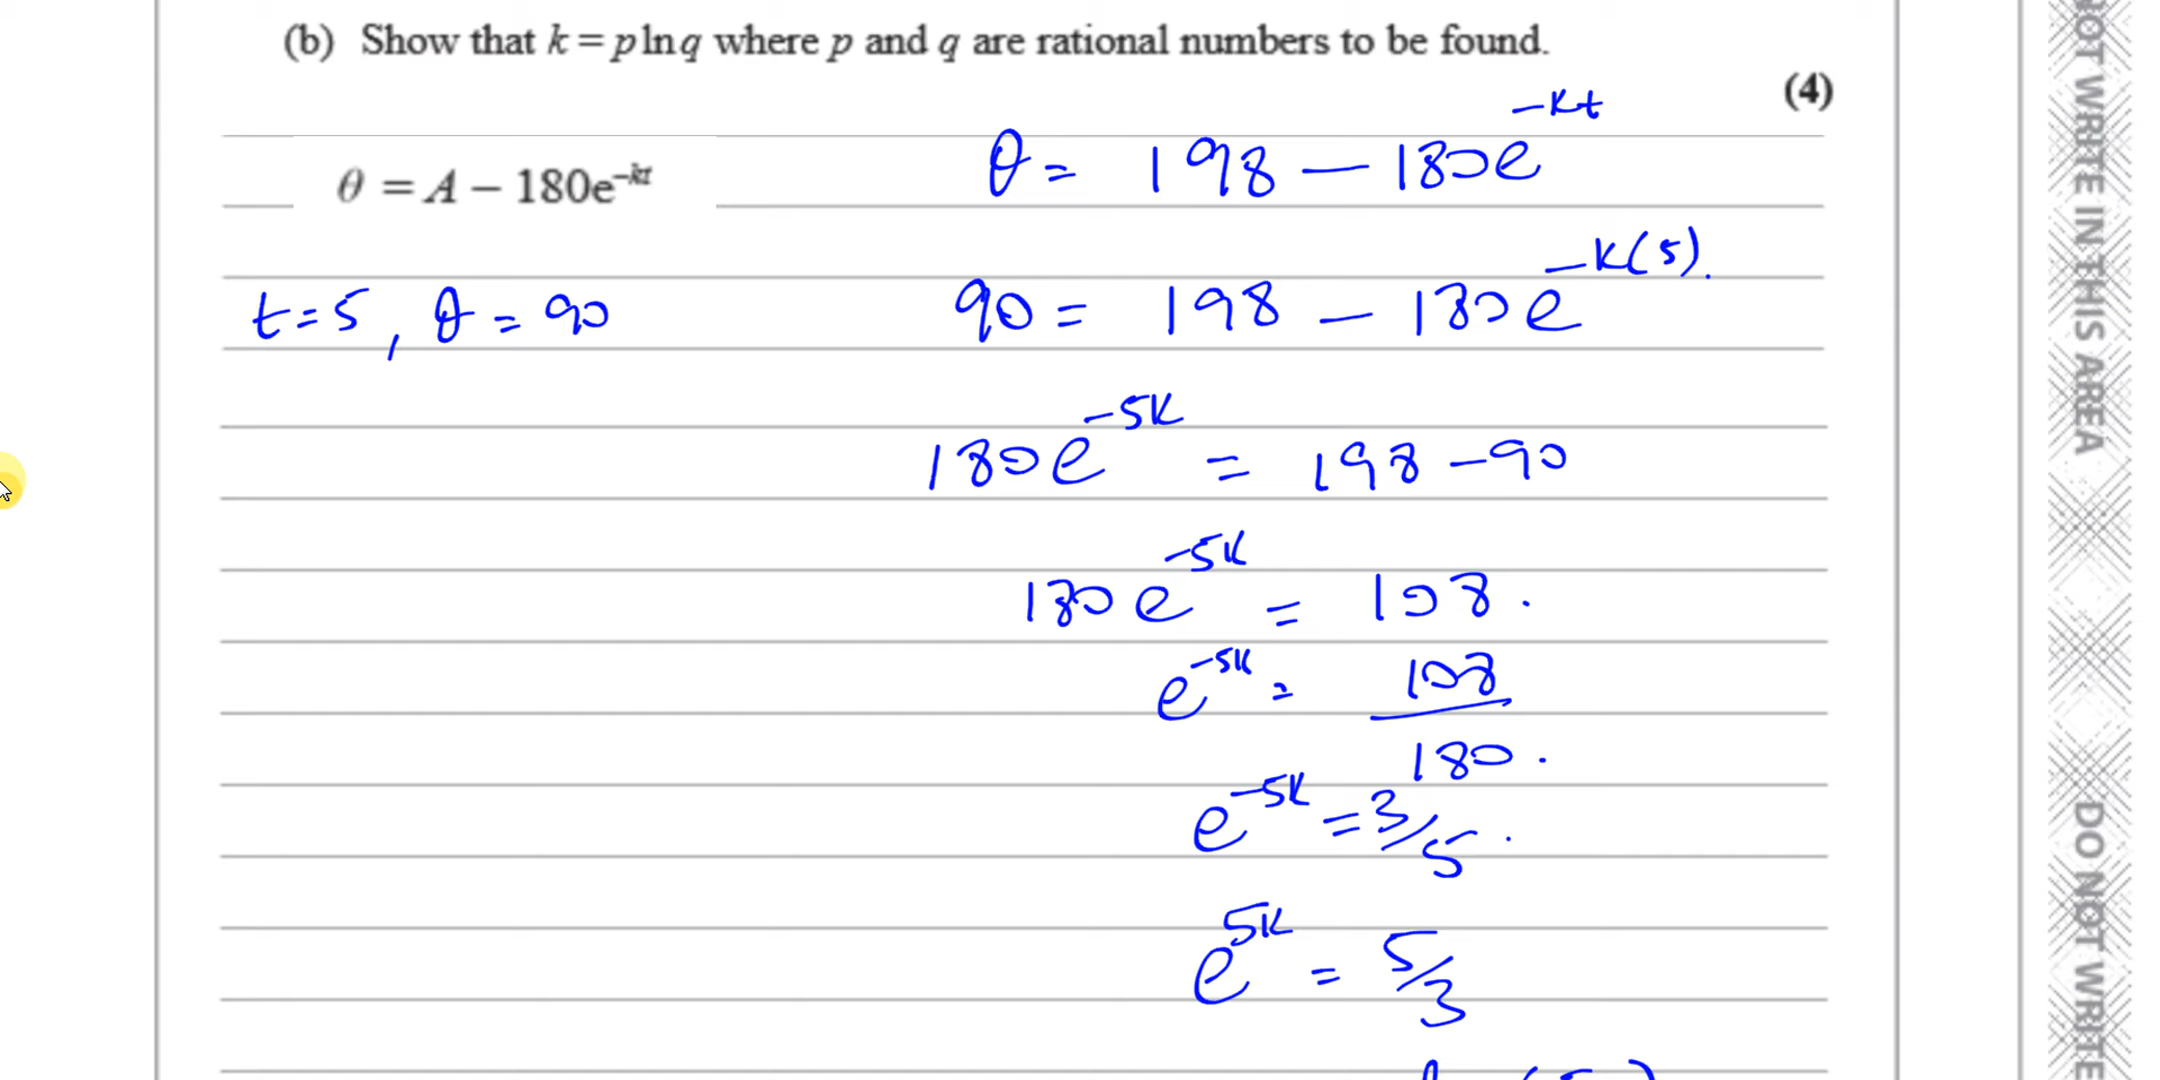 (b) Show that k = p ln q where p and q are rational numbers to be found.
(4)
θ = A − 180e^−kt
θ = 198 − 180e^−kt
t=5, θ = 90
90 = 198 − 180e^−k(5).
180e^−5k = 198 − 90
180e^−5k = 108.
e^−5k = 108/180.
e^−5k = 3/5.
e^5k = 5/3
NOT WRITE IN THIS AREA
DO NOT WRITE